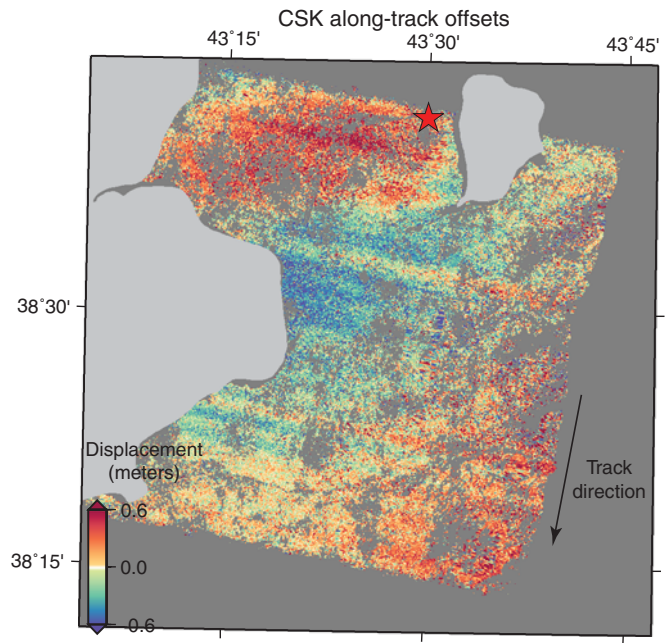 CSK along-track offsets
43˚15' 43˚30' 43˚45'
38˚30'
Displacement
(meters)
0.6
0.0
-0.6
Track
direction
38˚15'